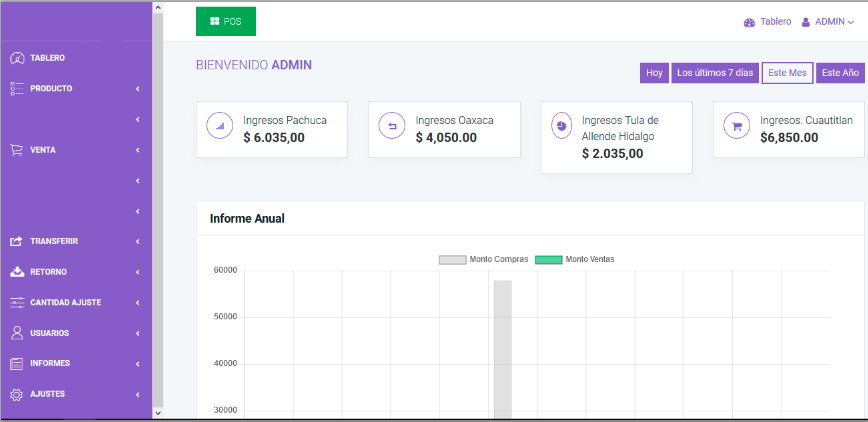 POS
Tablero
ADMIN
TABLERO
PRODUCTO
VENTA
TRANSFERIR
RETORNO
CANTIDAD AJUSTE
USUARIOS
INFORMES
AJUSTES
BIENVENIDO ADMIN
Hoy
Los últimos 7 días
Este Mes
Este Año
Ingresos Pachuca
$ 6.035,00
Ingresos Oaxaca
$ 4,050.00
Ingresos Tula de
Allende Hidalgo
$ 2.035,00
Ingresos: Cuautitlan
$6,850.00
Informe Anual
Monto Compras
Monto Ventas
60000
50000
40000
30000